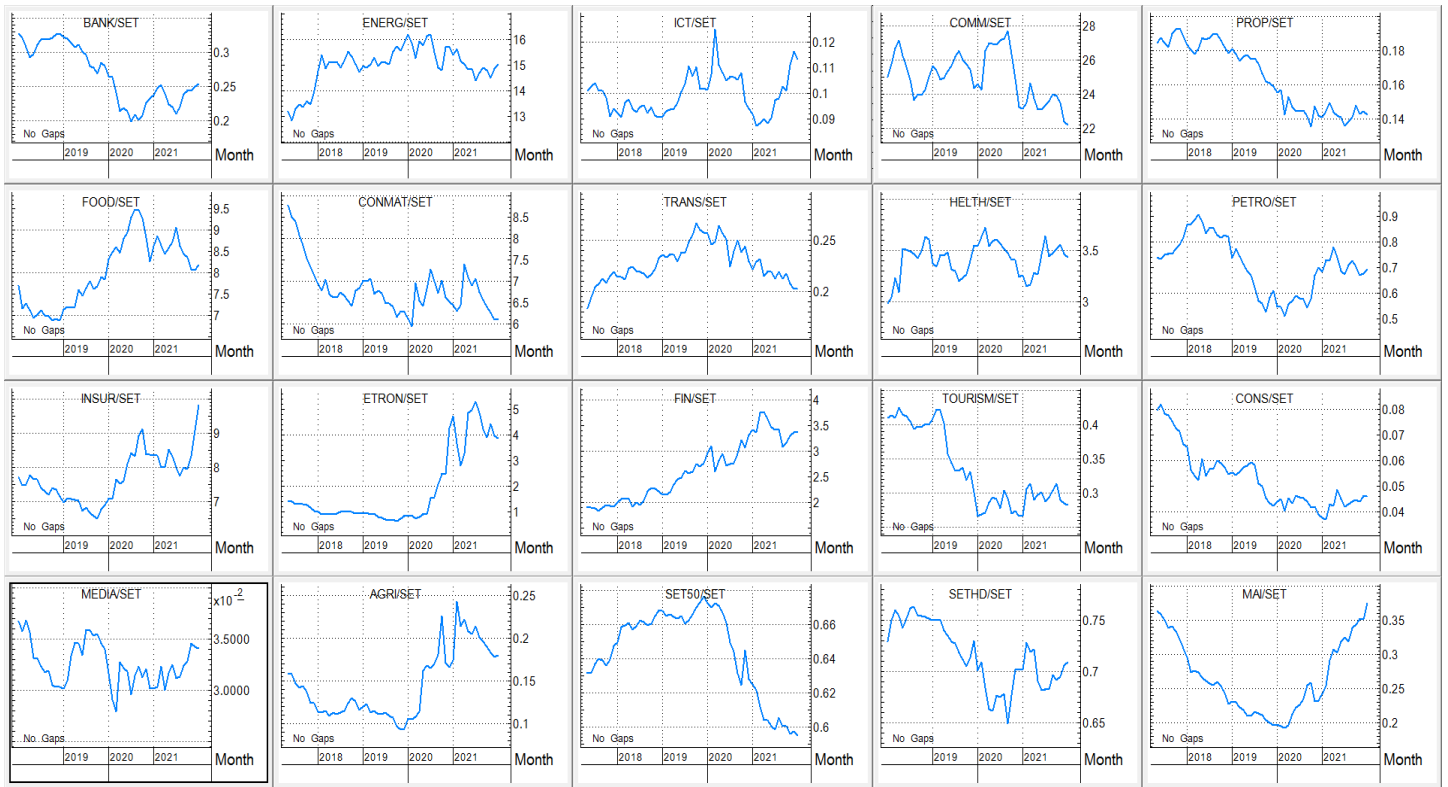 BANK/SET
0.3
0.25
0.2
No Gaps
2019 2020 2021 Month
ENERG/SET
16
15
14
13
No Gaps
2018 2019 2020 2021 Month
ICT/SET
0.12
0.11
0.1
0.09
No Gaps
2018 2019 2020 2021 Month
COMM/SET
28
26
24
22
No Gaps
2019 2020 2021 Month
PROP/SET
0.18
0.16
0.14
No Gaps
2018 2019 2020 2021 Month
FOOD/SET
9.5
9
8.5
8
7.5
7
No Gaps
2019 2020 2021 Month
CONMAT/SET
8.5
8
7.5
7
6.5
6
No Gaps
2018 2019 2020 2021 Month
TRANS/SET
0.25
0.2
No Gaps
2018 2019 2020 2021 Month
HELTH/SET
3.5
3
No Gaps
2019 2020 2021 Month
PETRO/SET
0.9
0.8
0.7
0.6
0.5
No Gaps
2018 2019 2020 2021 Month
INSUR/SET
9
8
7
No Gaps
2019 2020 2021 Month
ETRON/SET
5
4
3
2
1
No Gaps
2018 2019 2020 2021 Month
FIN/SET
4
3.5
3
2.5
2
No Gaps
2018 2019 2020 2021 Month
TOURISM/SET
0.4
0.35
0.3
No Gaps
2019 2020 2021 Month
CONS/SET
0.08
0.07
0.06
0.05
0.04
No Gaps
2018 2019 2020 2021 Month
MEDIA/SET
x10-2
3.5000
3.0000
No Gaps
2019 2020 2021 Month
AGRI/SET
0.25
0.2
0.15
0.1
No Gaps
2018 2019 2020 2021 Month
SET50/SET
0.66
0.64
0.62
0.6
No Gaps
2018 2019 2020 2021 Month
SETHD/SET
0.75
0.7
0.65
No Gaps
2019 2020 2021 Month
MAI/SET
0.35
0.3
0.25
0.2
No Gaps
2018 2019 2020 2021 Month